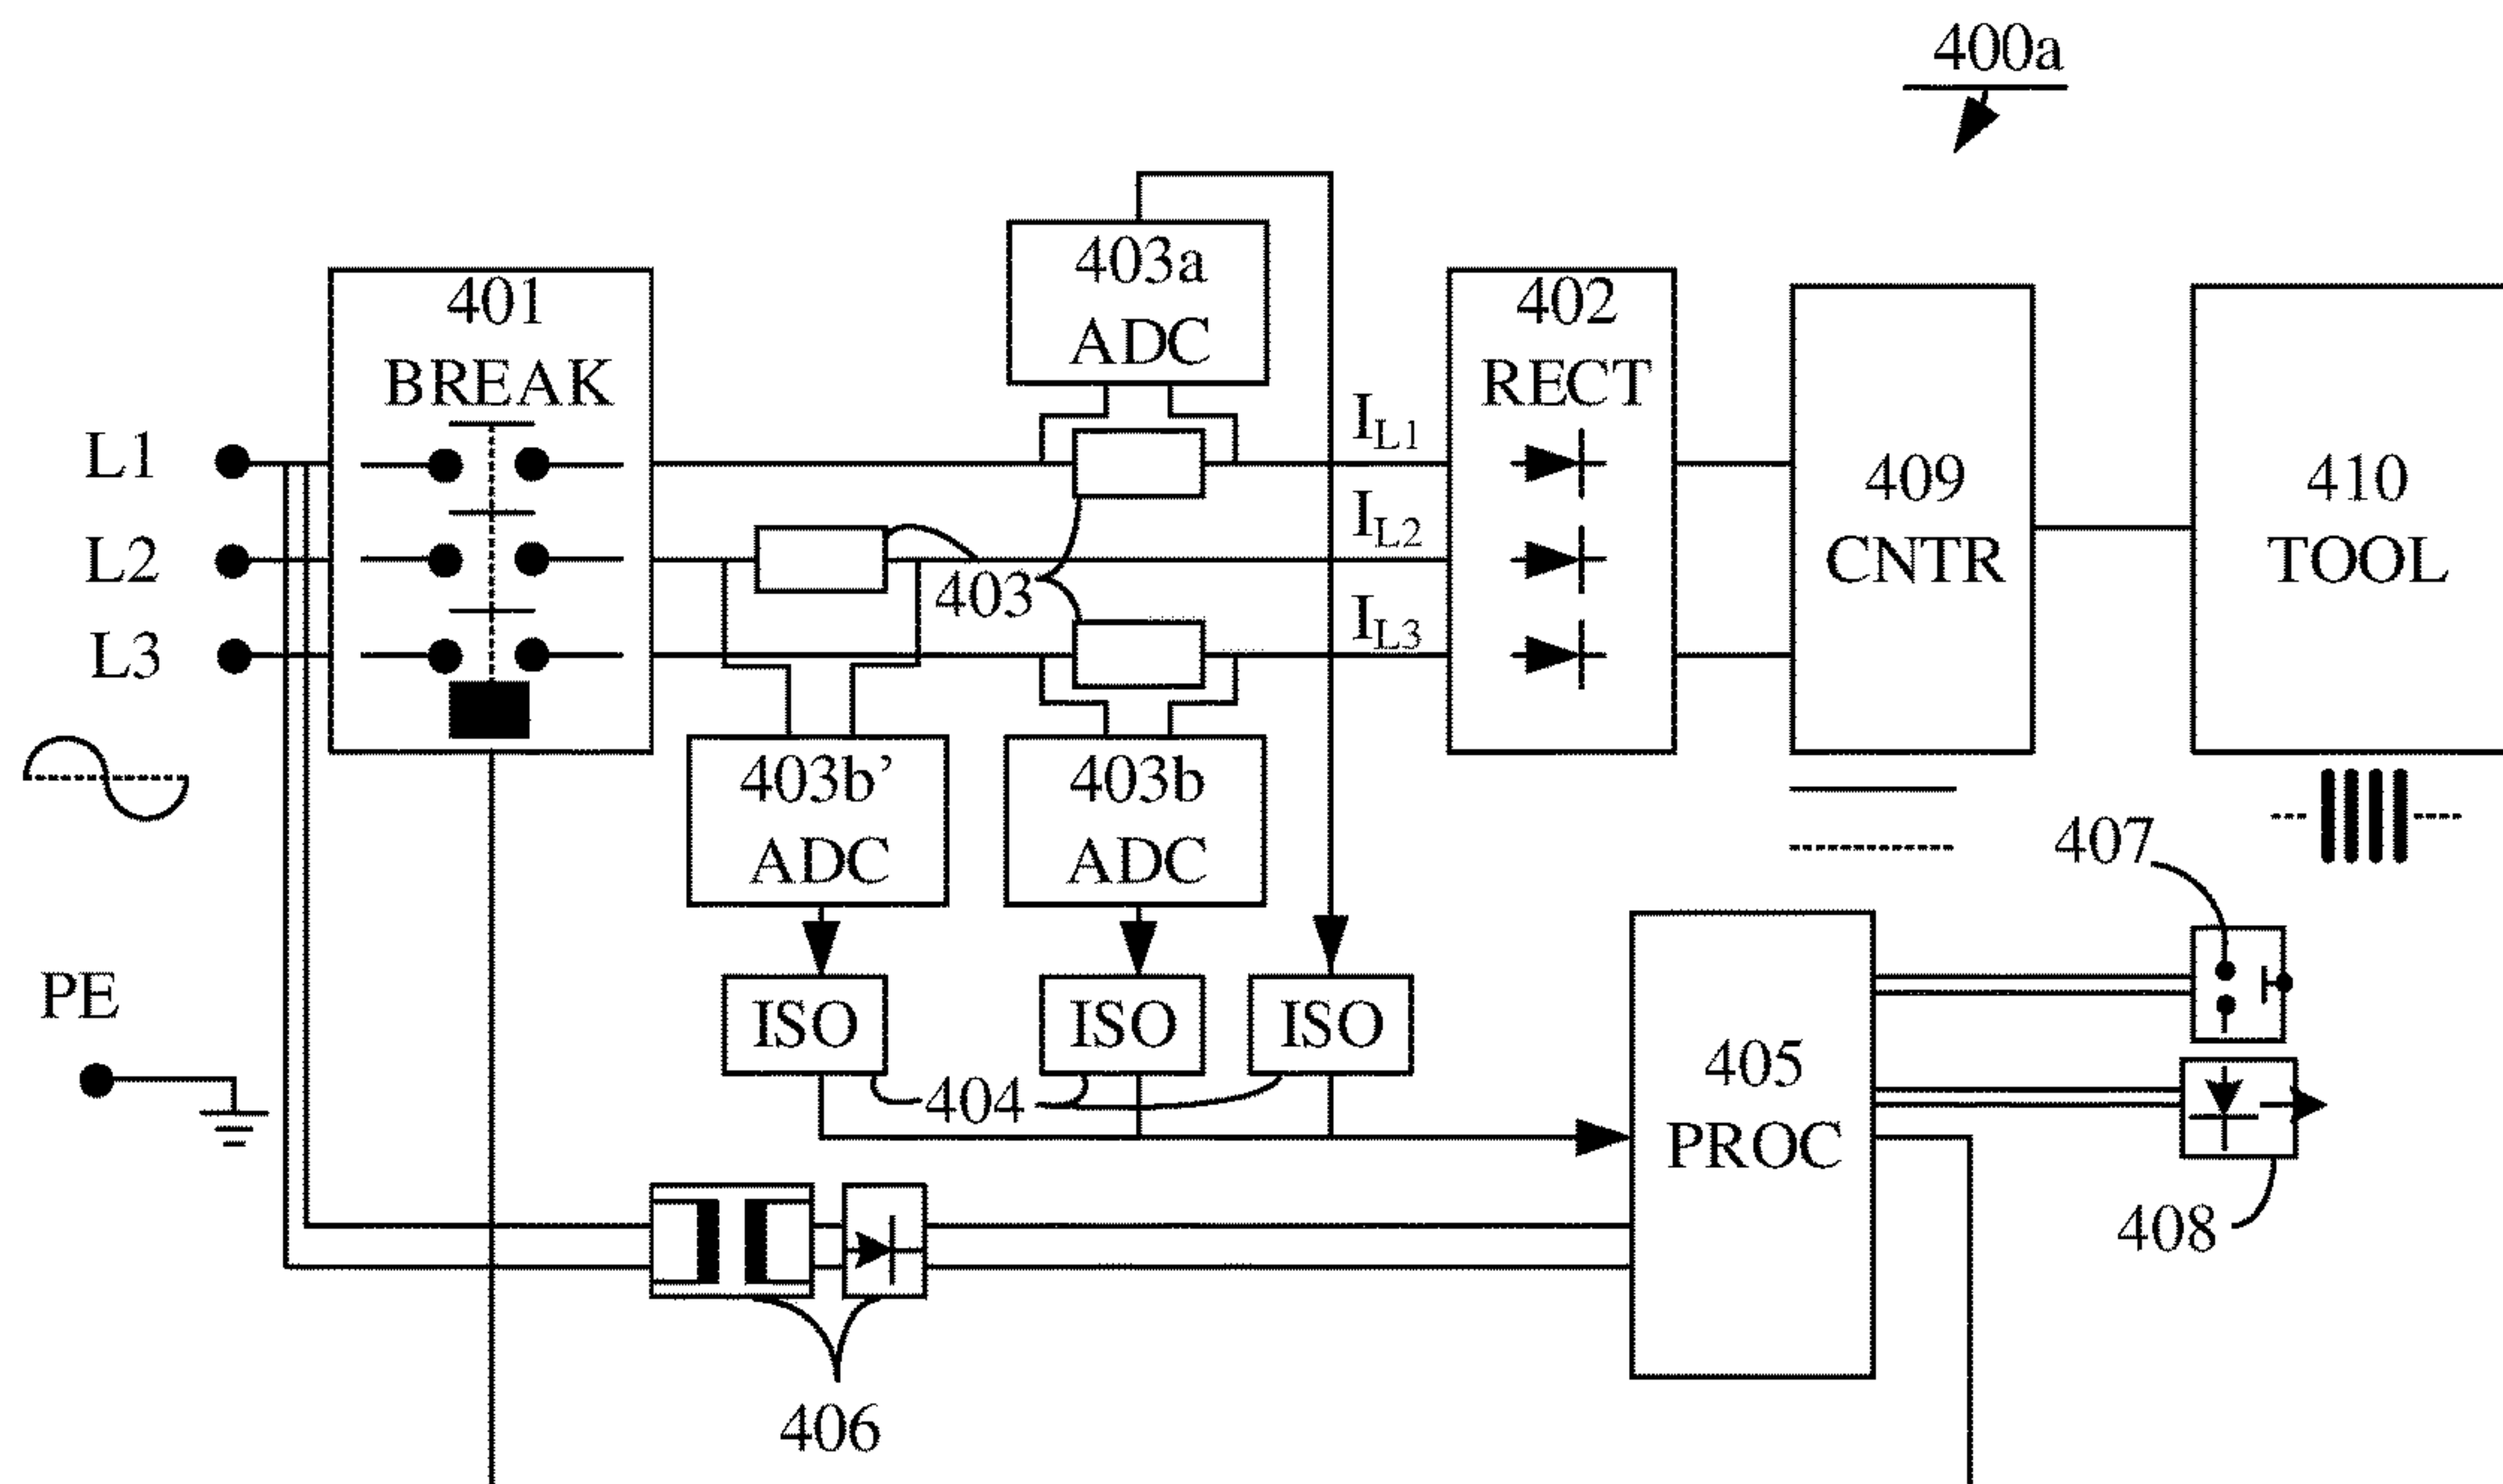 400a
403a
ADC
401
BREAK
402
RECT
L1
L2
L3
I_L1
I_L2
I_L3
403
409
CNTR
410
TOOL
403b’
ADC
403b
ADC
407
PE
ISO
ISO
ISO
404
405
PROC
408
406